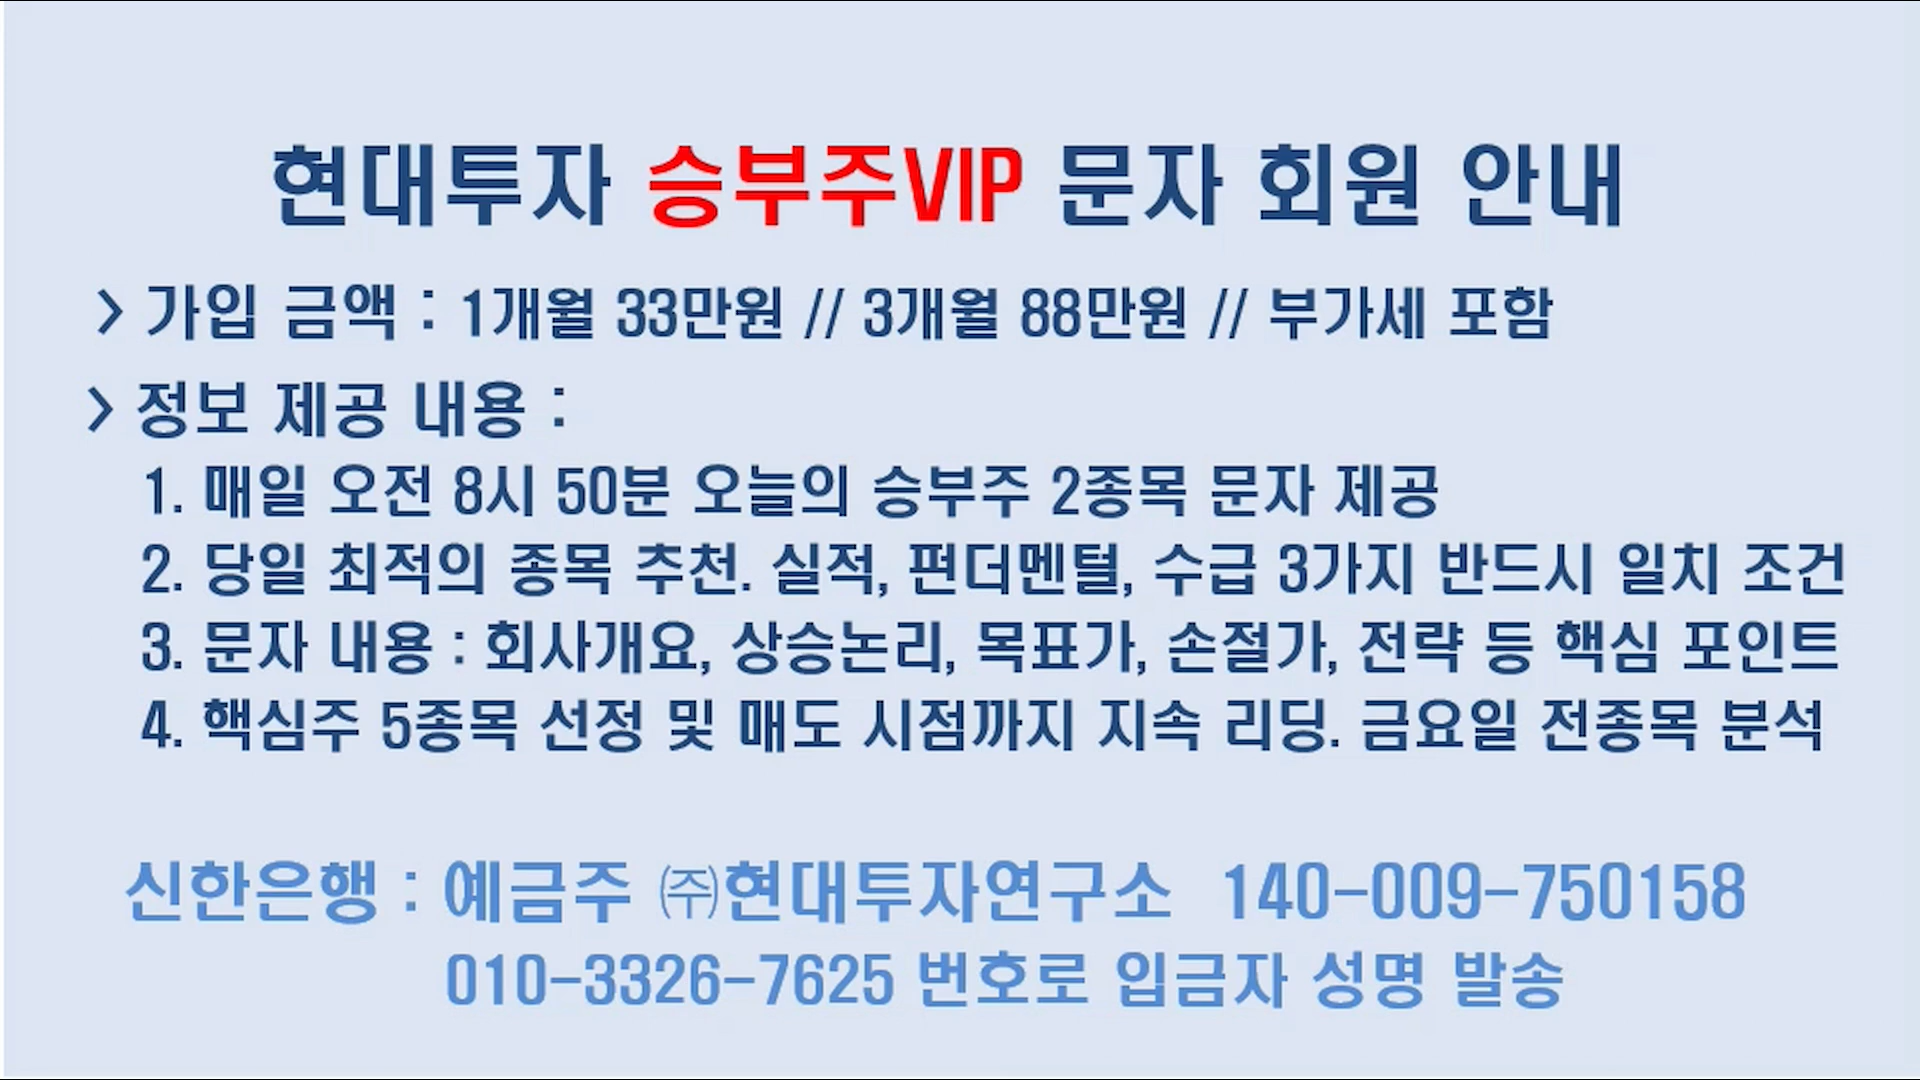 현대투자 승부주VIP 문자 회원 안내
> 가입 금액 : 1개월 33만원 // 3개월 88만원 // 부가세 포함
> 정보 제공 내용 :
1. 매일 오전 8시 50분 오늘의 승부주 2종목 문자 제공
2. 당일 최적의 종목 추천. 실적, 펀더멘털, 수급 3가지 반드시 일치 조건
3. 문자 내용 : 회사개요, 상승논리, 목표가, 손절가, 전략 등 핵심 포인트
4. 핵심주 5종목 선정 및 매도 시점까지 지속 리딩. 금요일 전종목 분석
신한은행 : 예금주 ㈜현대투자연구소 140-009-750158
010-3326-7625 번호로 입금자 성명 발송